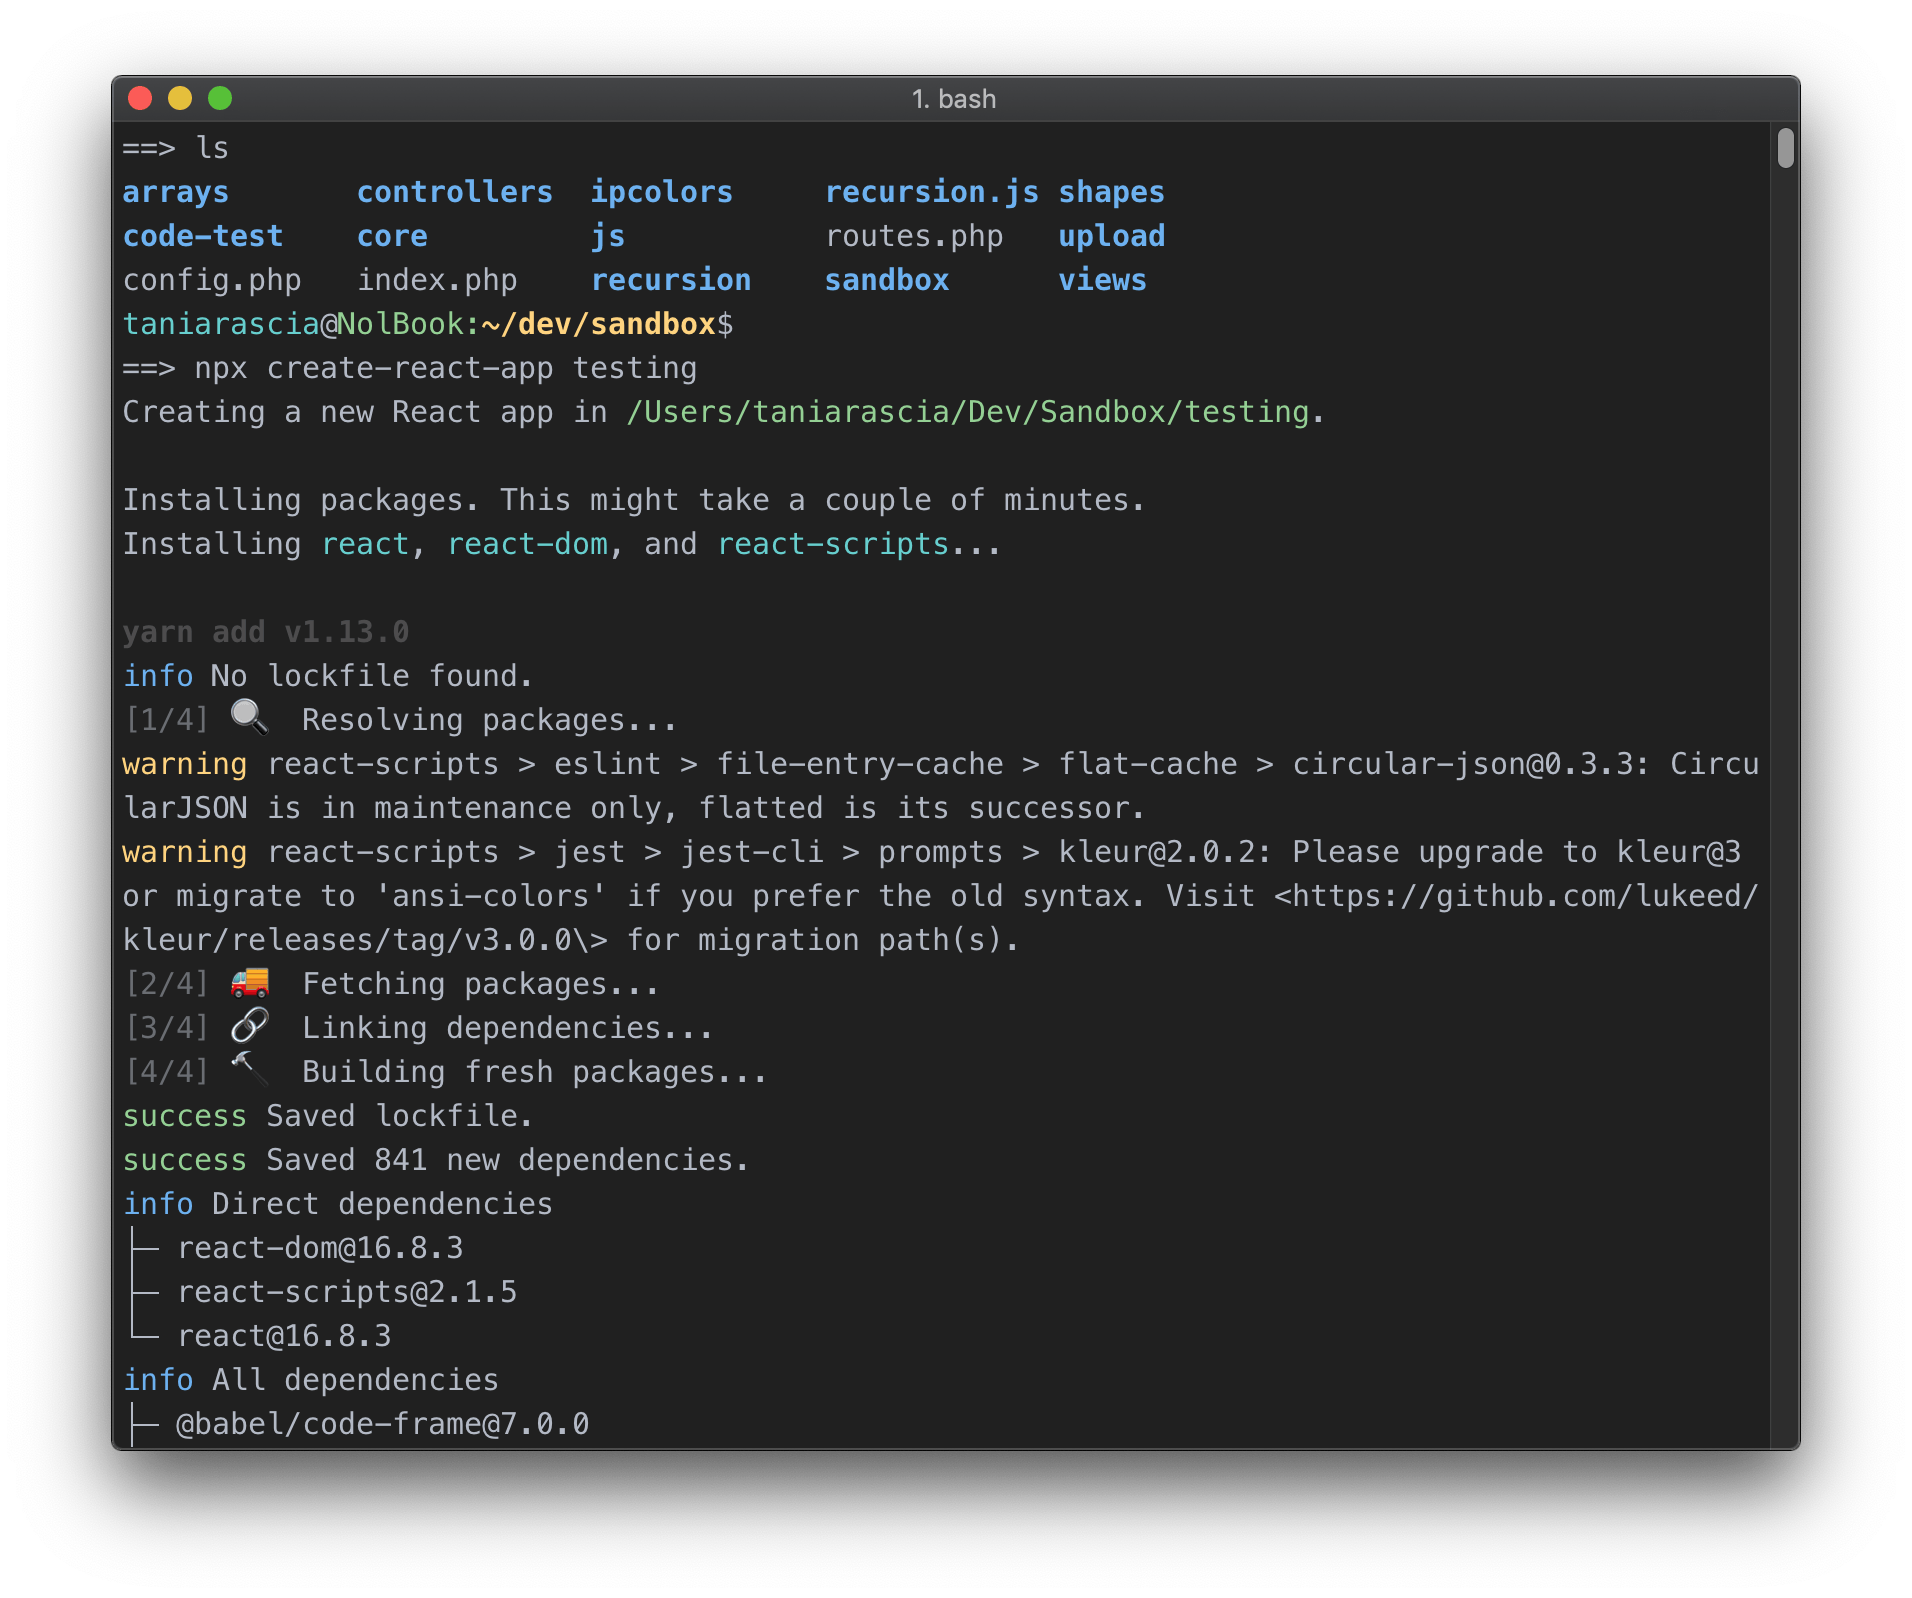 1. bash
==> ls
arrays controllers ipcolors recursion.js shapes
code-test core js routes.php upload
config.php index.php recursion sandbox views
taniarascia@NolBook:~/dev/sandbox$
==> npx create-react-app testing
Creating a new React app in /Users/taniarascia/Dev/Sandbox/testing.
Installing packages. This might take a couple of minutes.
Installing react, react-dom, and react-scripts...
yarn add v1.13.0
info No lockfile found.
[1/4] 🔍 Resolving packages...
warning react-scripts > eslint > file-entry-cache > flat-cache > circular-json@0.3.3: Circu
larJSON is in maintenance only, flatted is its successor.
warning react-scripts > jest > jest-cli > prompts > kleur@2.0.2: Please upgrade to kleur@3
or migrate to 'ansi-colors' if you prefer the old syntax. Visit <https://github.com/lukeed/
kleur/releases/tag/v3.0.0\> for migration path(s).
[2/4] 🚚 Fetching packages...
[3/4] 🔗 Linking dependencies...
[4/4] 🔨 Building fresh packages...
success Saved lockfile.
success Saved 841 new dependencies.
info Direct dependencies
├─ react-dom@16.8.3
├─ react-scripts@2.1.5
└─ react@16.8.3
info All dependencies
├─ @babel/code-frame@7.0.0